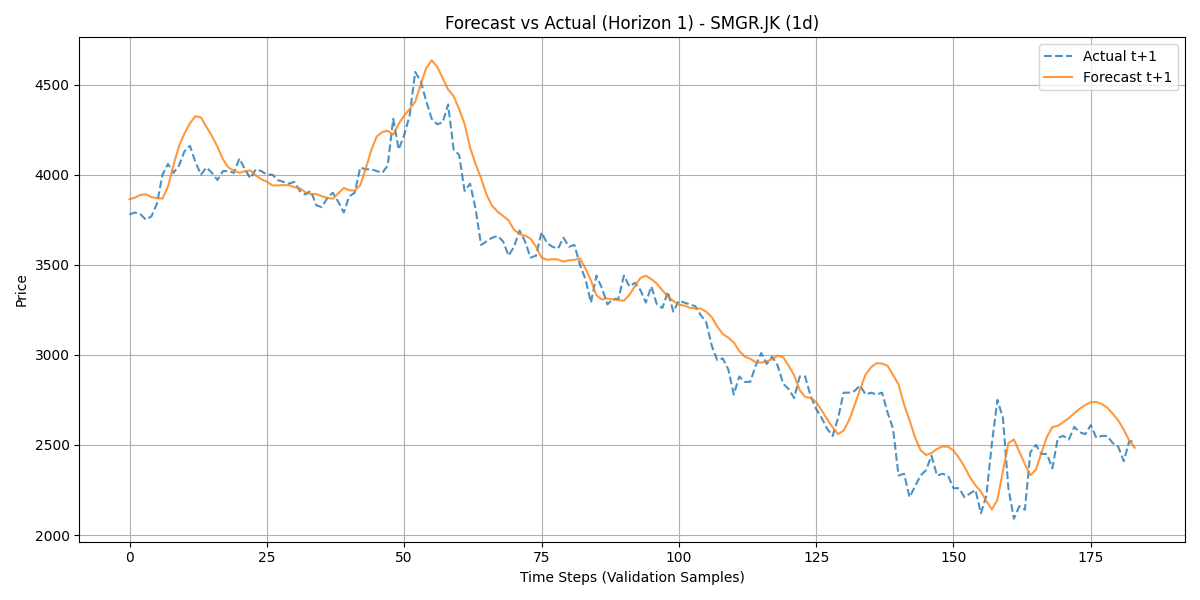 Forecast vs Actual (Horizon 1) - SMGR.JK (1d)
Actual t+1
Forecast t+1
Price
4500
4000
3500
3000
2500
2000
0 25 50 75 100 125 150 175
Time Steps (Validation Samples)